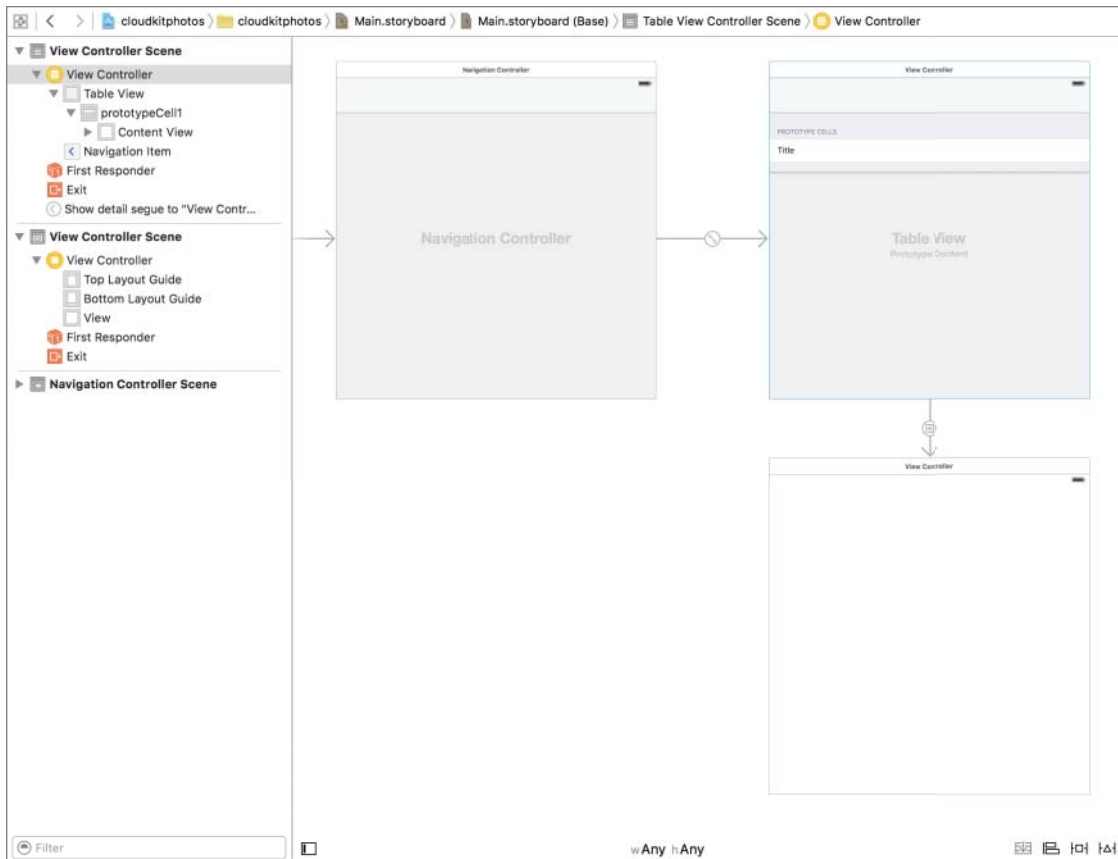 cloudkitphotos cloudkitphotos Main.storyboard Main.storyboard (Base) Table View Controller Scene View Controller
View Controller Scene
View Controller
Table View
prototypeCell1
Content View
Navigation Item
First Responder
Exit
Show detail segue to "View Contr...
View Controller Scene
View Controller
Top Layout Guide
Bottom Layout Guide
View
First Responder
Exit
Navigation Controller Scene
Filter
Navigation Controller
Navigation Controller
View Controller
PROTOTYPE CELLS
Title
Table View
Prototype Content
View Controller
wAny hAny